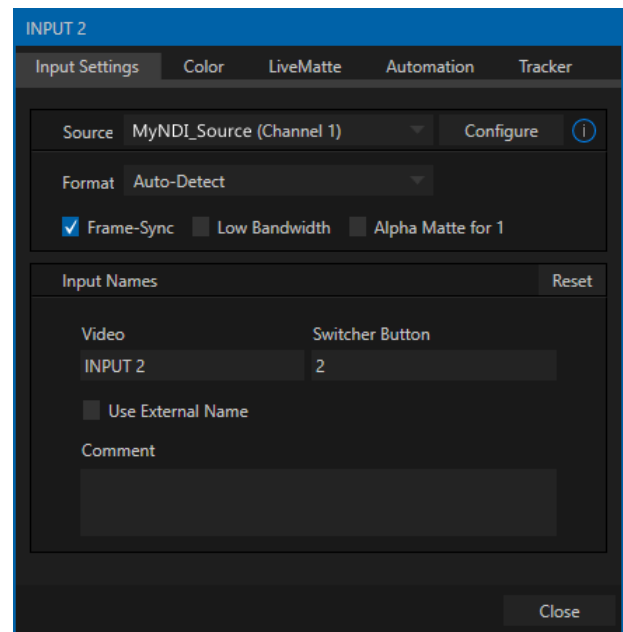 INPUT 2
Input Settings Color LiveMatte Automation Tracker
Source MyNDI_Source (Channel 1) Configure i
Format Auto-Detect
Frame-Sync Low Bandwidth Alpha Matte for 1
Input Names Reset
Video Switcher Button
INPUT 2 2
Use External Name
Comment
Close